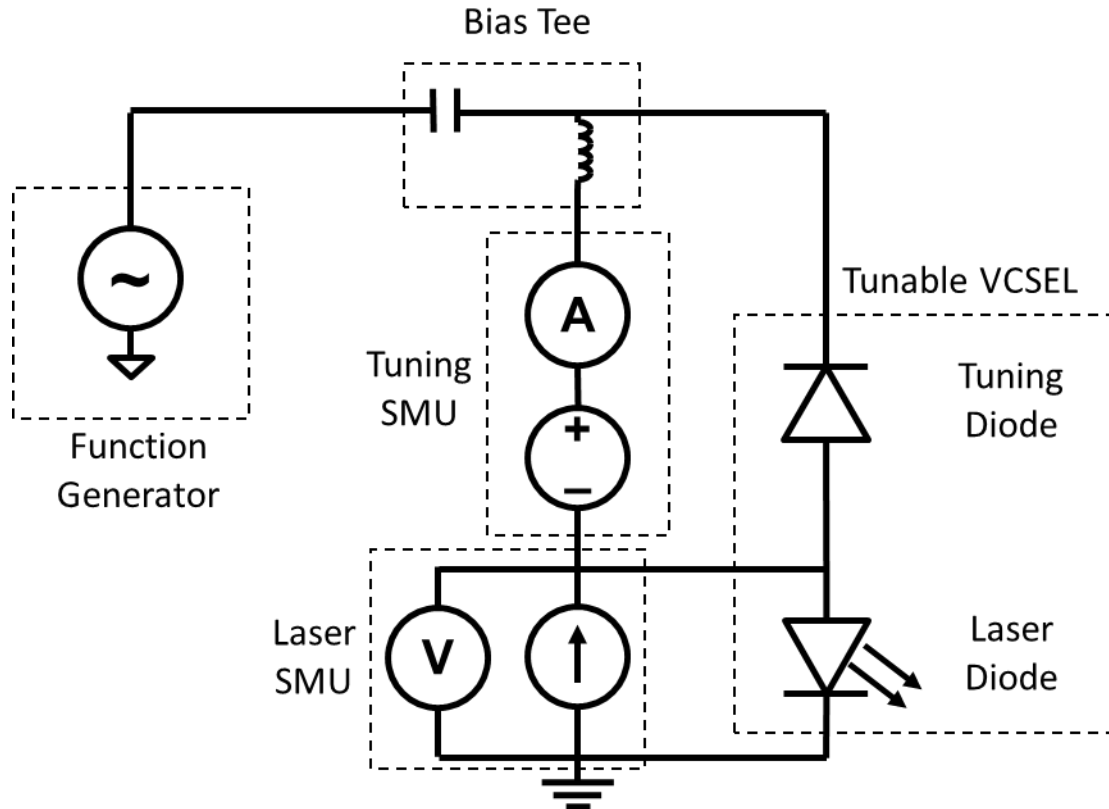 Bias Tee
~
Function
Generator
A
Tuning
SMU
+
−
Tunable VCSEL
Tuning
Diode
Laser
SMU
V
Laser
Diode